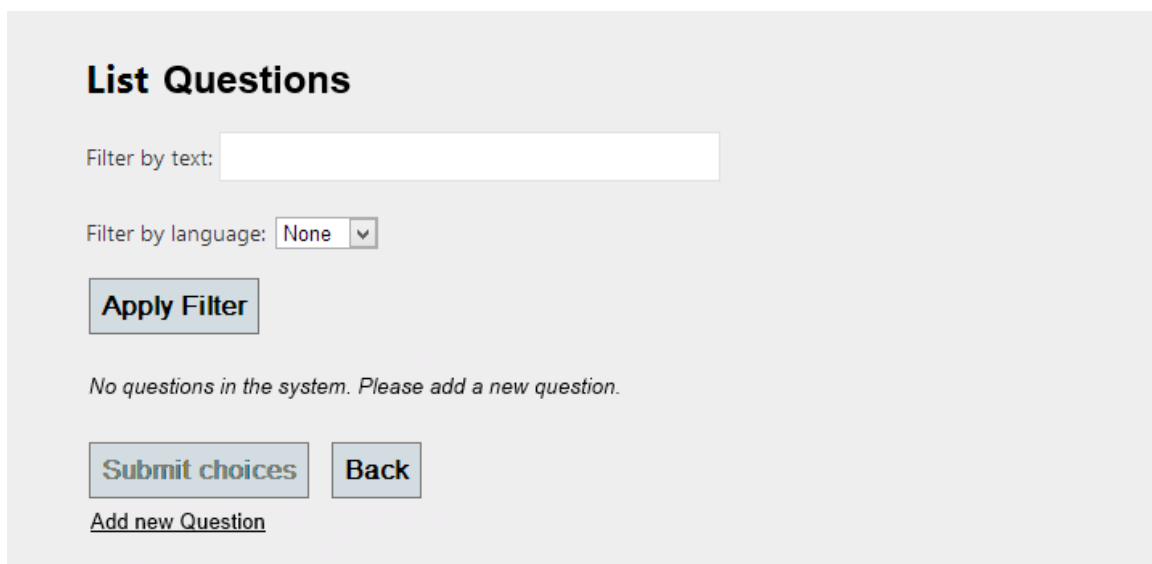 List Questions
Filter by text:
Filter by language: None
Apply Filter
No questions in the system. Please add a new question.
Submit choices Back
Add new Question